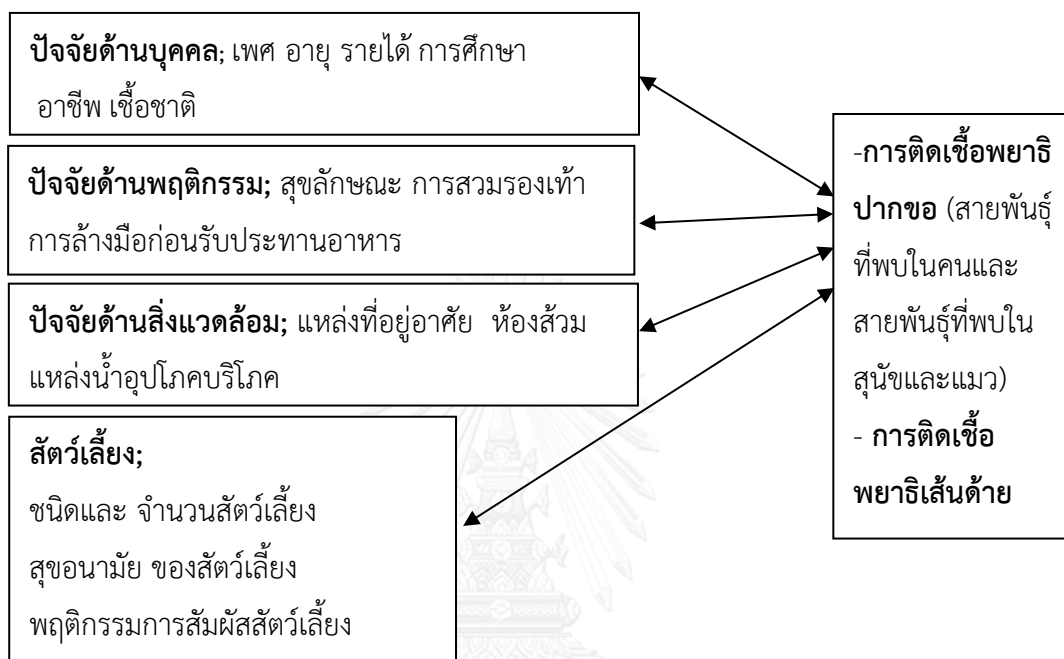 ปัจจัยด้านบุคคล; เพศ อายุ รายได้ การศึกษา
อาชีพ เชื้อชาติ
ปัจจัยด้านพฤติกรรม; สุขลักษณะ การสวมรองเท้า
การล้างมือก่อนรับประทานอาหาร
ปัจจัยด้านสิ่งแวดล้อม; แหล่งที่อยู่อาศัย ห้องส้วม
แหล่งน้ำอุปโภคบริโภค
สัตว์เลี้ยง;
ชนิดและ จำนวนสัตว์เลี้ยง
สุขอนามัย ของสัตว์เลี้ยง
พฤติกรรมการสัมผัสสัตว์เลี้ยง
-การติดเชื้อพยาธิ
ปากขอ (สายพันธุ์
ที่พบในคนและ
สายพันธุ์ที่พบใน
สุนัขและแมว)
- การติดเชื้อ
พยาธิเส้นด้าย